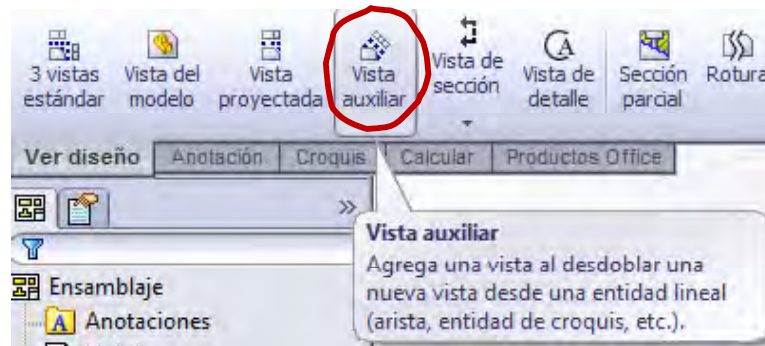 3 vistas estándar
Vista del modelo
Vista proyectada
Vista auxiliar
Vista de sección
Vista de detalle
Sección parcial
Rotura
Ver diseño
Anotación
Croquis
Calcular
Productos Office
»
Vista auxiliar
Agrega una vista al desdoblar una
nueva vista desde una entidad lineal
(arista, entidad de croquis, etc.).
Ensamblaje
A Anotaciones